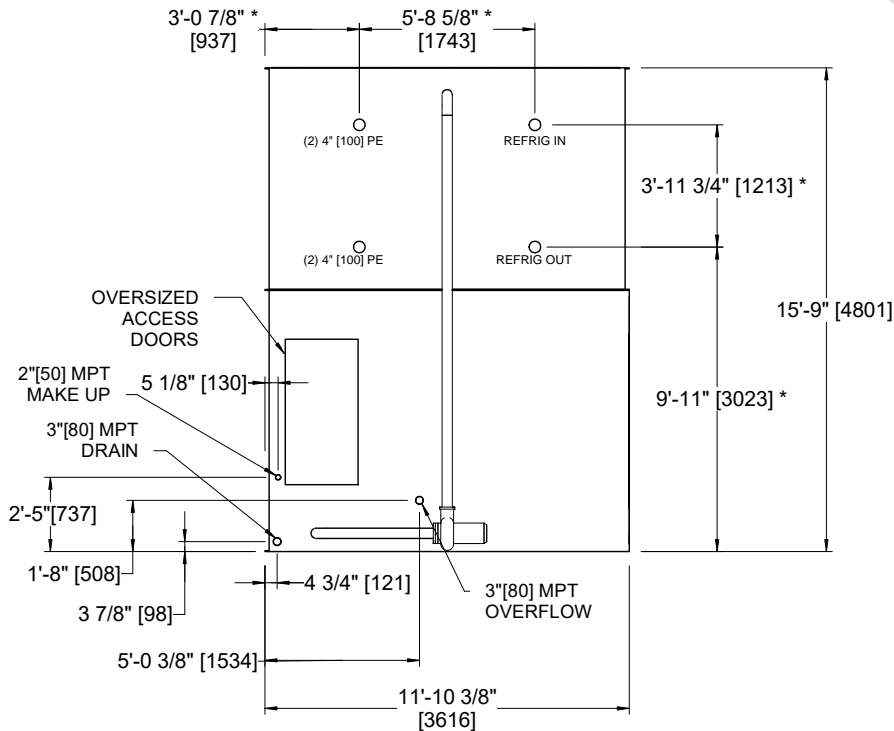 3'-0 7/8" *
[937]
5'-8 5/8" *
[1743]
(2) 4" [100] PE
REFRIG IN
3'-11 3/4" [1213] *
(2) 4" [100] PE
REFRIG OUT
OVERSIZED
ACCESS
DOORS
15'-9" [4801]
2"[50] MPT
MAKE UP
5 1/8" [130]
9'-11" [3023] *
3"[80] MPT
DRAIN
2'-5"[737]
1'-8" [508]
4 3/4" [121]
3"[80] MPT
OVERFLOW
3 7/8" [98]
5'-0 3/8" [1534]
11'-10 3/8"
[3616]